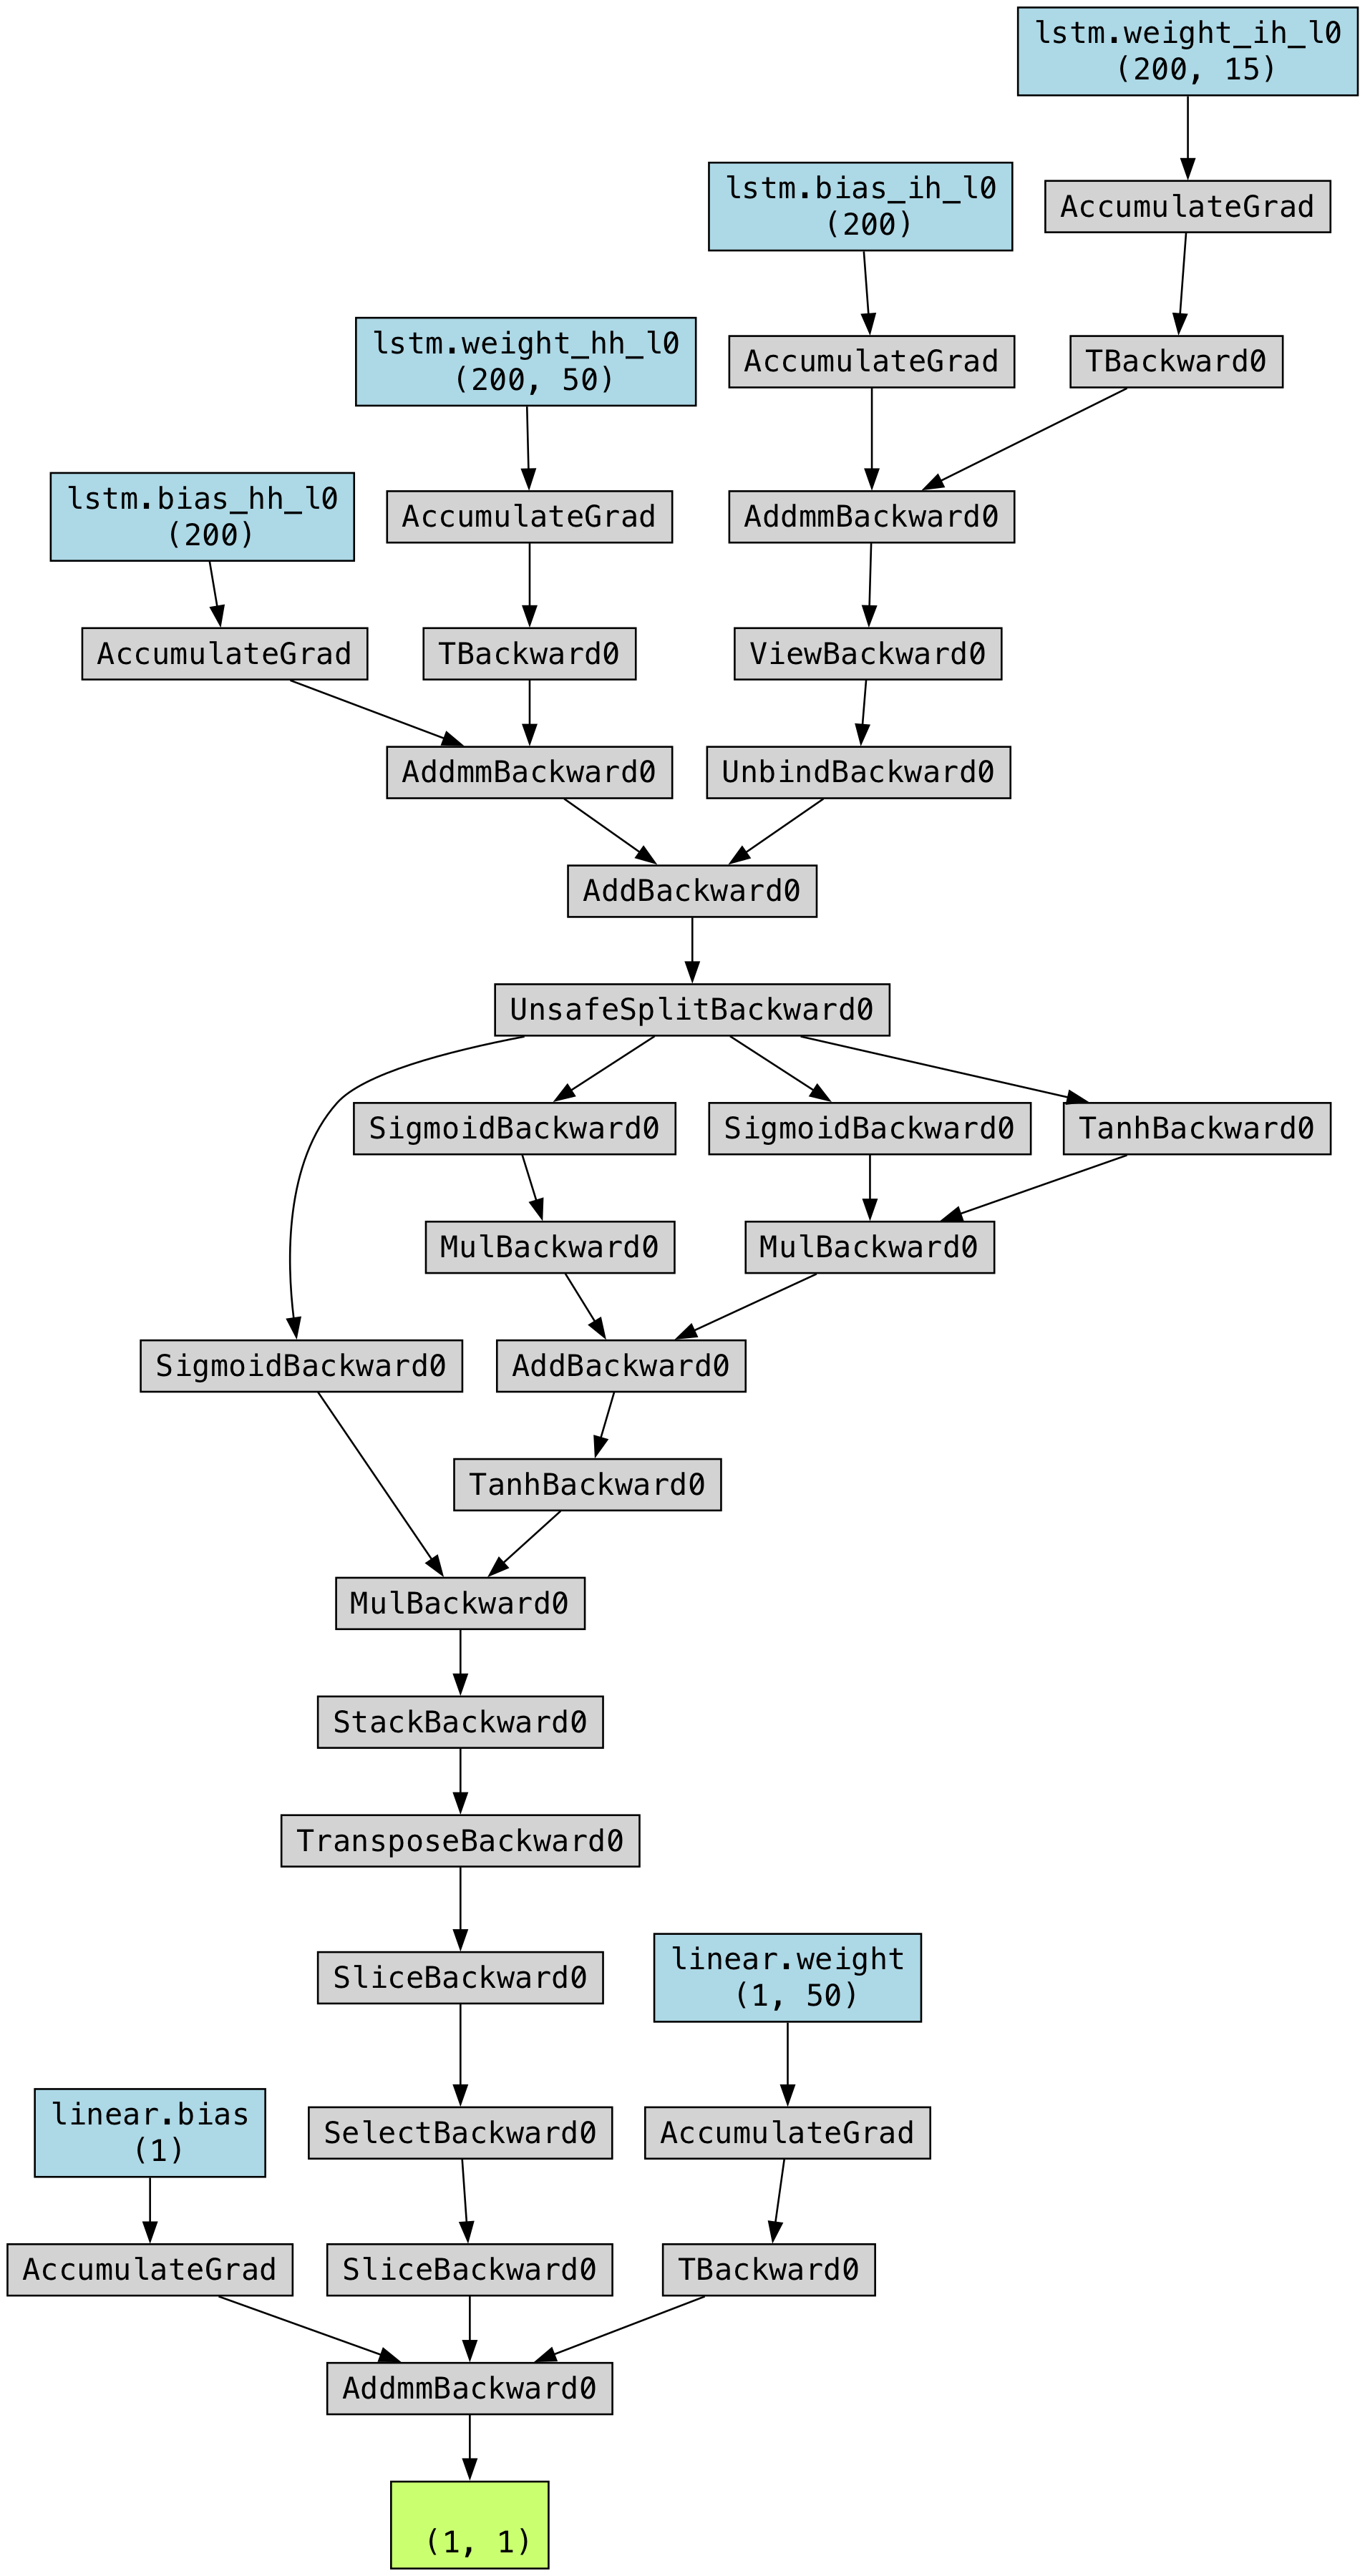 lstm.weight_ih_l0
(200, 15)
lstm.bias_ih_l0
(200)
AccumulateGrad
lstm.weight_hh_l0
(200, 50)
AccumulateGrad
TBackward0
lstm.bias_hh_l0
(200)
AccumulateGrad
AddmmBackward0
AccumulateGrad
TBackward0
ViewBackward0
AddmmBackward0
UnbindBackward0
AddBackward0
UnsafeSplitBackward0
SigmoidBackward0
SigmoidBackward0
TanhBackward0
MulBackward0
MulBackward0
SigmoidBackward0
AddBackward0
TanhBackward0
MulBackward0
StackBackward0
TransposeBackward0
SliceBackward0
linear.weight
(1, 50)
linear.bias
(1)
SelectBackward0
AccumulateGrad
AccumulateGrad
SliceBackward0
TBackward0
AddmmBackward0
(1, 1)